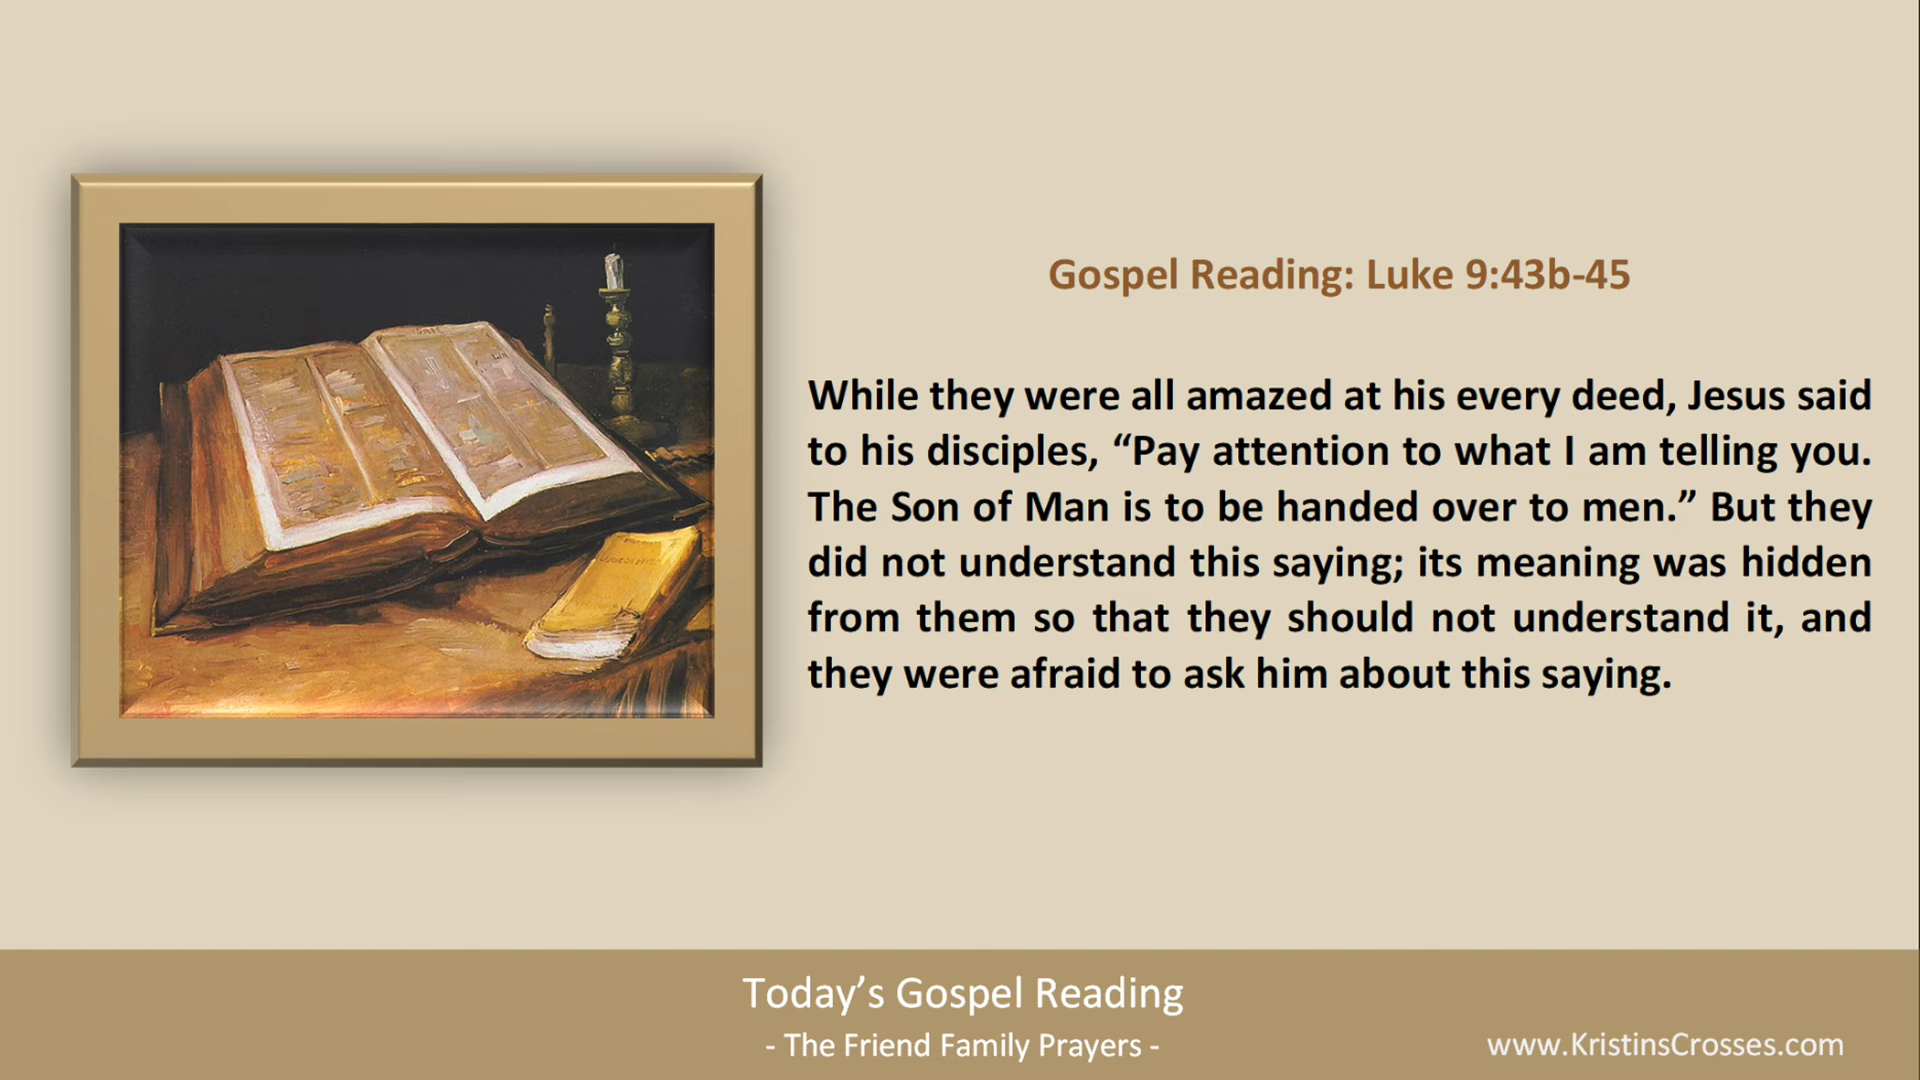 Gospel Reading: Luke 9:43b-45
While they were all amazed at his every deed, Jesus said
to his disciples, “Pay attention to what I am telling you.
The Son of Man is to be handed over to men.” But they
did not understand this saying; its meaning was hidden
from them so that they should not understand it, and
they were afraid to ask him about this saying.
Today’s Gospel Reading
- The Friend Family Prayers -
www.KristinsCrosses.com